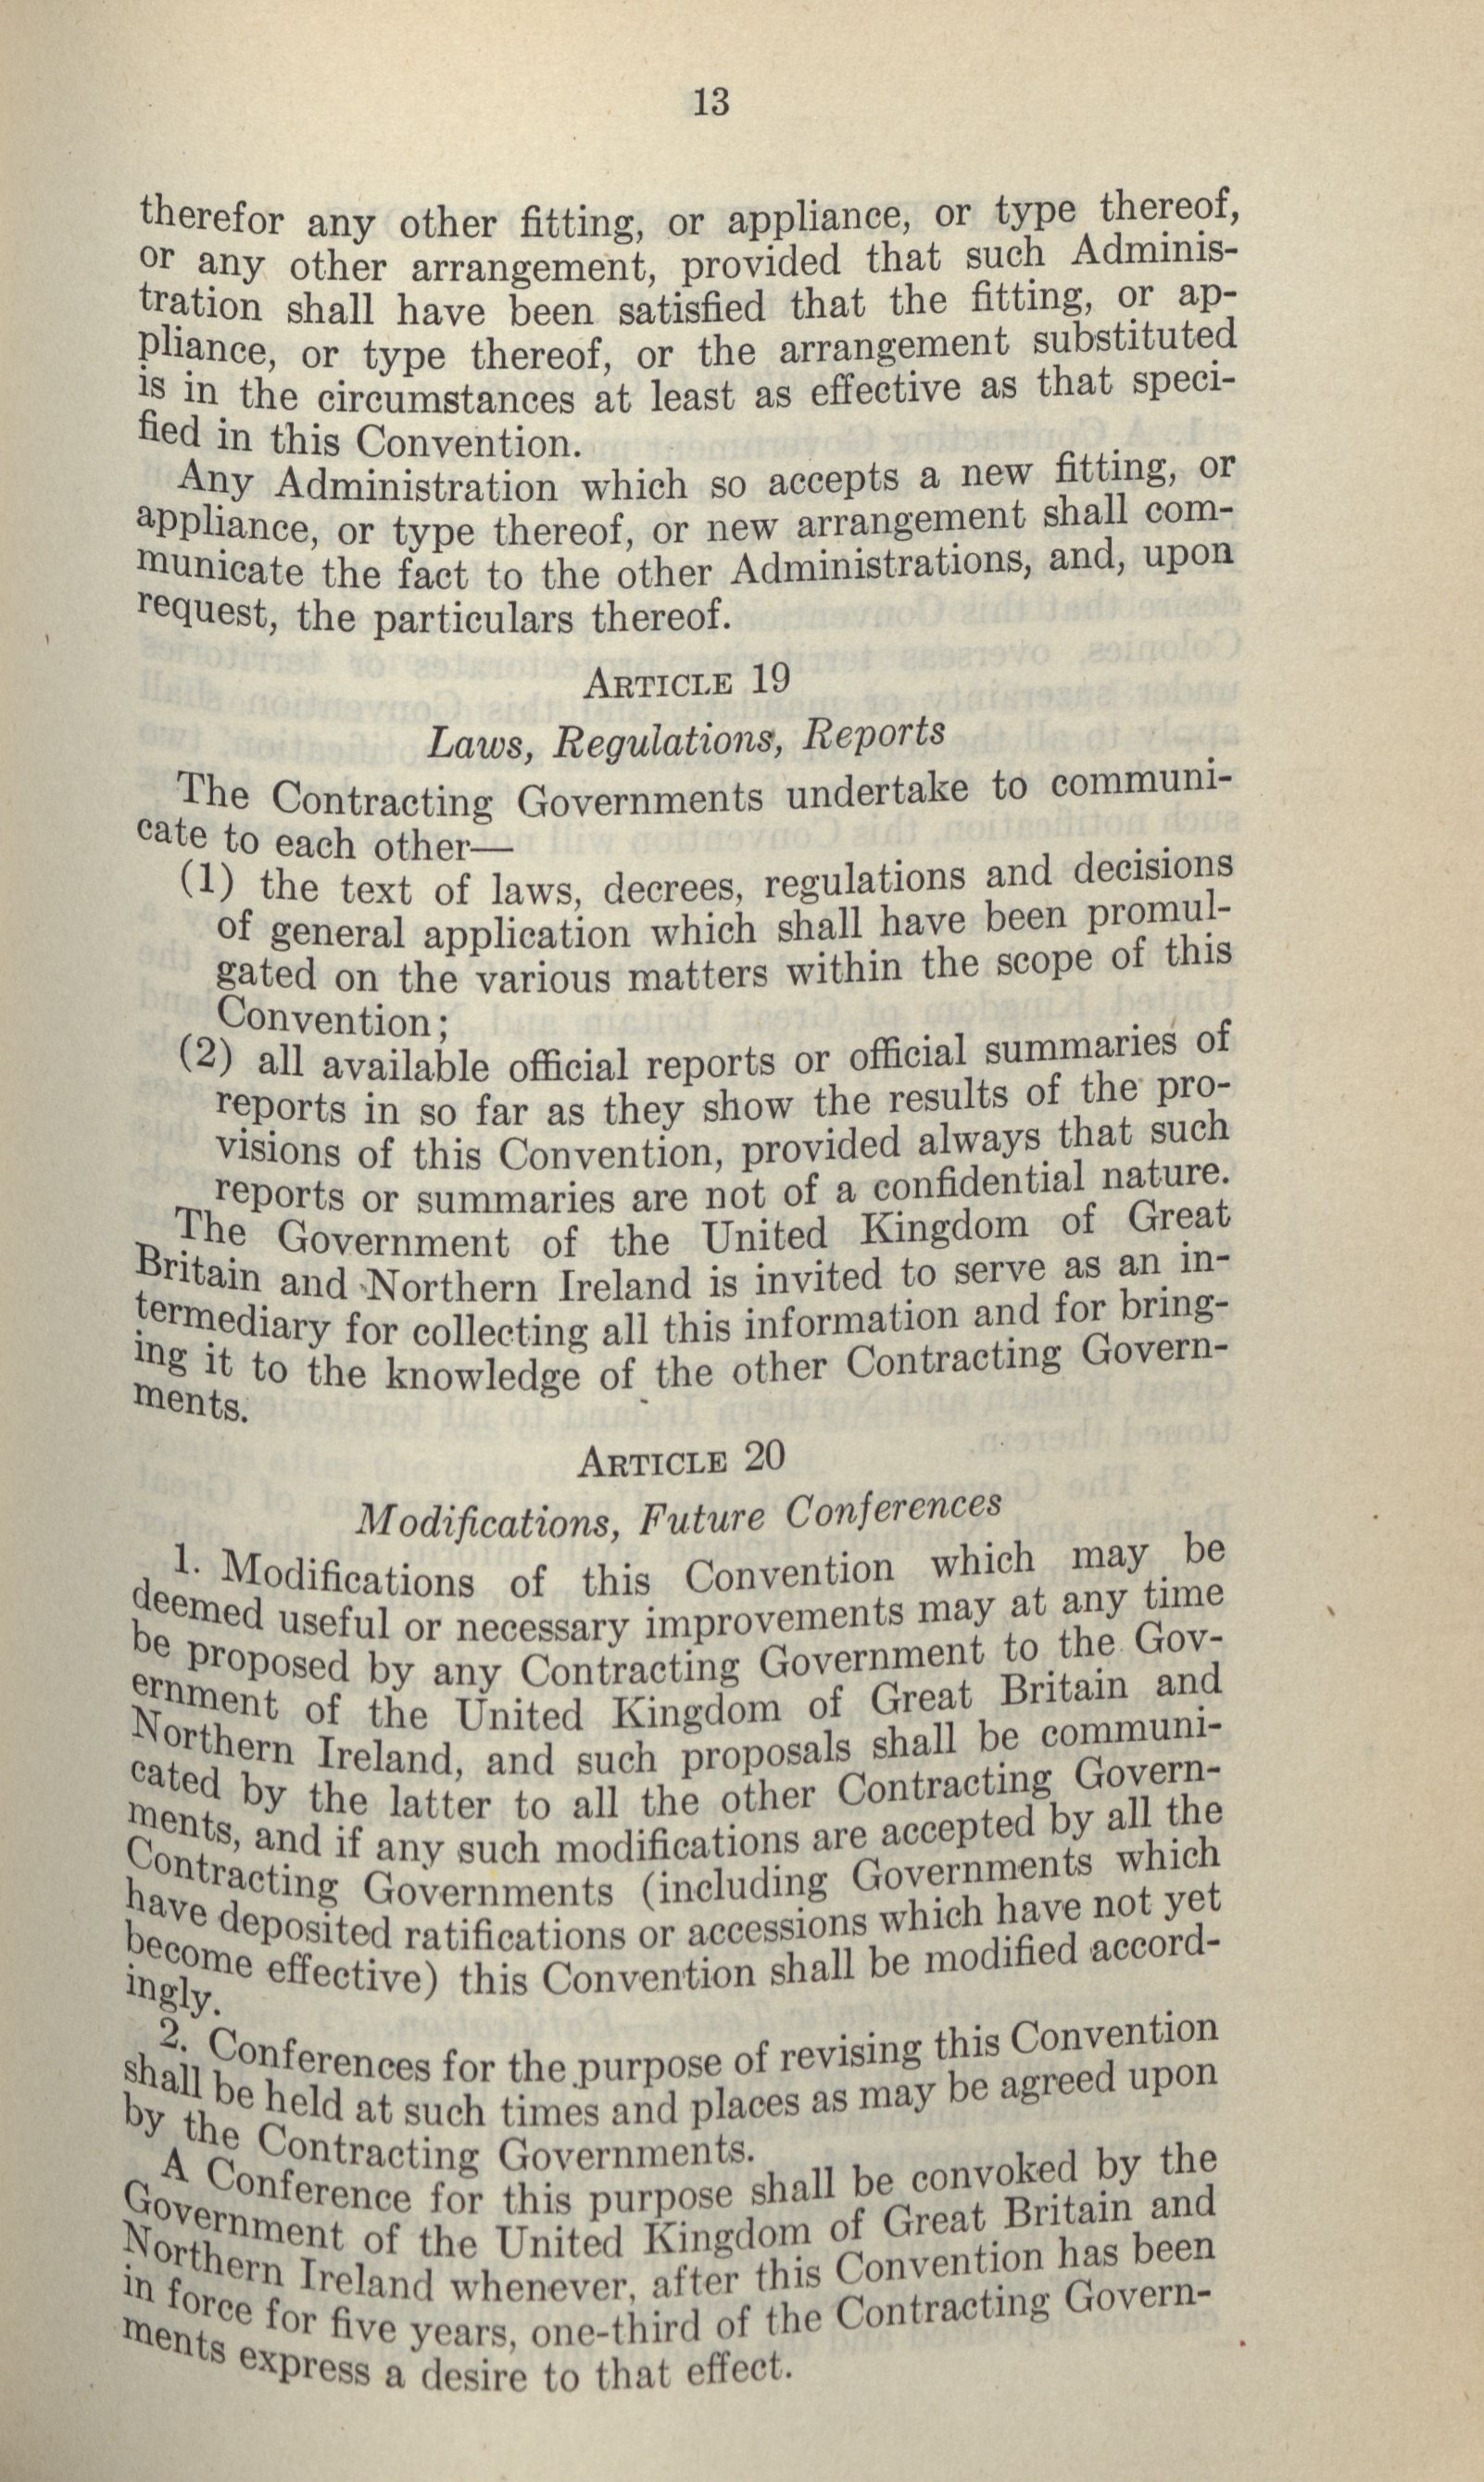 13
therefor any other fitting, or appliance, or type thereof,
or any other arrangement, provided that such Adminis-
tration shall have been satisfied that the fitting, or ap-
pliance, or type thereof, or the arrangement substituted
is in the circumstances at least as effective as that speci-
fied in this Convention.
Any Administration which so accepts a new fitting, or
appliance, or type thereof, or new arrangement shall com-
municate the fact to the other Administrations, and, upon
request, the particulars thereof.
ARTICLE 19
Laws, Regulations, Reports
The Contracting Governments undertake to communi-
cate to each other—
(1) the text of laws, decrees, regulations and decisions
of general application which shall have been promul-
gated on the various matters within the scope of this
Convention;
(2) all available official reports or official summaries of
reports in so far as they show the results of the pro-
visions of this Convention, provided always that such
reports or summaries are not of a confidential nature.
The Government of the United Kingdom of Great
Britain and Northern Ireland is invited to serve as an in-
termediary for collecting all this information and for bring-
ing it to the knowledge of the other Contracting Govern-
ments.
ARTICLE 20
Modifications, Future Conferences
1. Modifications of this Convention which may be
deemed useful or necessary improvements may at any time
be proposed by any Contracting Government to the Gov-
ernment of the United Kingdom of Great Britain and
Northern Ireland, and such proposals shall be communi-
cated by the latter to all the other Contracting Govern-
ments, and if any such modifications are accepted by all the
Contracting Governments (including Governments which
have deposited ratifications or accessions which have not yet
become effective) this Convention shall be modified accord-
ingly.
2. Conferences for the purpose of revising this Convention
shall be held at such times and places as may be agreed upon
by the Contracting Governments.
A Conference for this purpose shall be convoked by the
Government of the United Kingdom of Great Britain and
Northern Ireland whenever, after this Convention has been
in force for five years, one-third of the Contracting Govern-
ments express a desire to that effect.